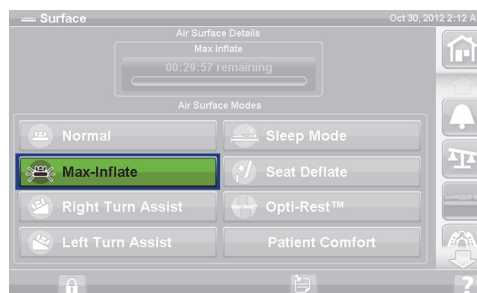 Surface
Oct 30, 2012 2:12 A
Air Surface Details
Max Inflate
00:29:57 remaining
Air Surface Modes
Normal
Sleep Mode
Max-Inflate
Seat Deflate
Right Turn Assist
Opti-Rest™
Left Turn Assist
Patient Comfort
?